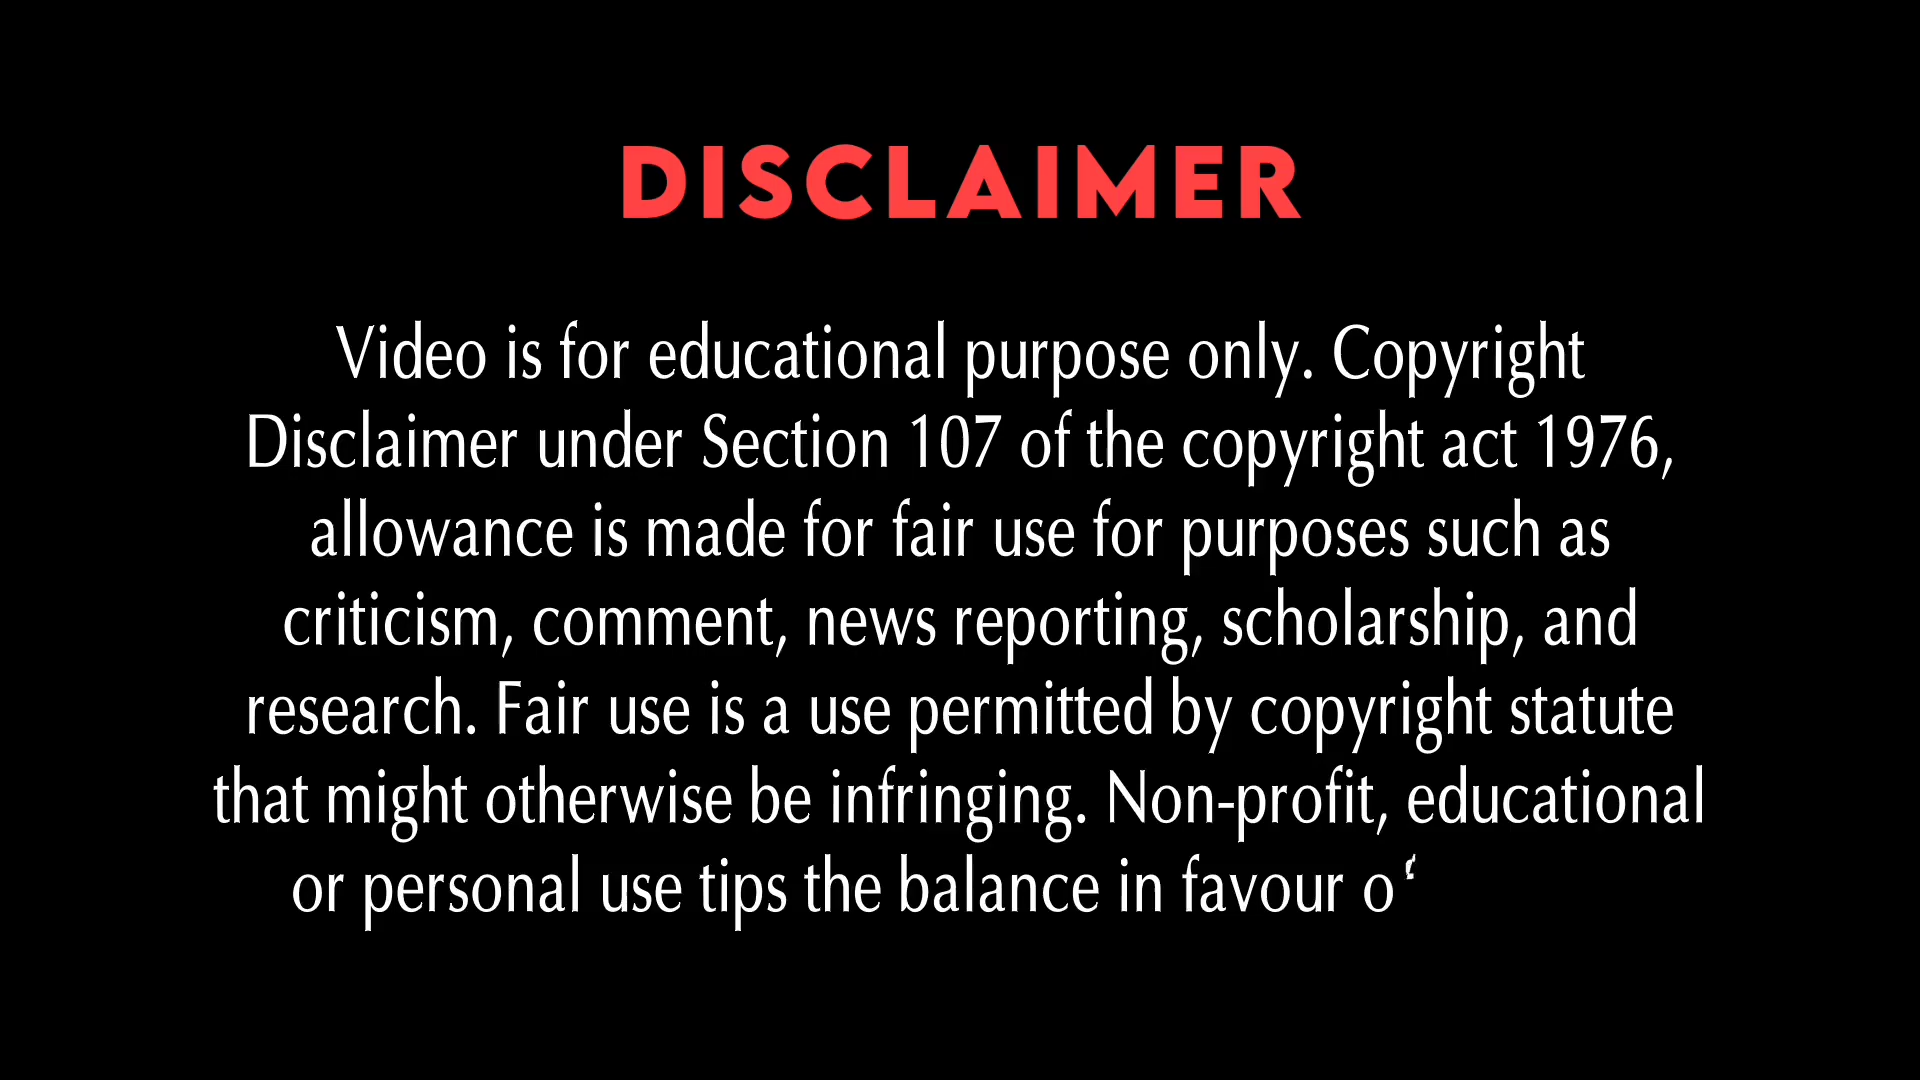 DISCLAIMER
Video is for educational purpose only. Copyright
Disclaimer under Section 107 of the copyright act 1976,
allowance is made for fair use for purposes such as
criticism, comment, news reporting, scholarship, and
research. Fair use is a use permitted by copyright statute
that might otherwise be infringing. Non-profit, educational
or personal use tips the balance in favour